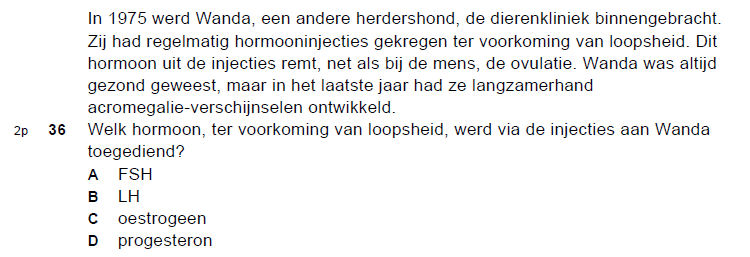 In 1975 werd Wanda, een andere herdershond, de dierenkliniek binnengebracht.
Zij had regelmatig hormooninjecties gekregen ter voorkoming van loopsheid. Dit
hormoon uit de injecties remt, net als bij de mens, de ovulatie. Wanda was altijd
gezond geweest, maar in het laatste jaar had ze langzamerhand
acromegalie-verschijnselen ontwikkeld.
2p 36 Welk hormoon, ter voorkoming van loopsheid, werd via de injecties aan Wanda
toegediend?
A FSH
B LH
C oestrogeen
D progesteron